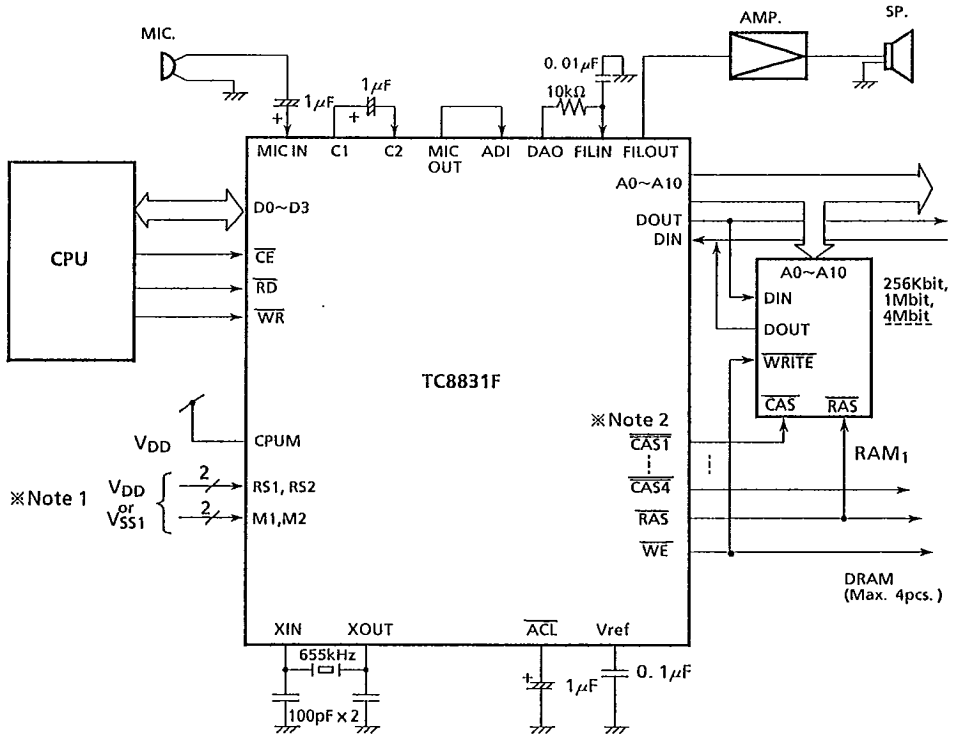 MIC.
AMP.
SP.
1μF
+
1μF
+
0.01μF
10kΩ
MIC IN
C1
C2
MIC
OUT
ADI
DAO
FILIN
FILOUT
CPU
D0~D3
CE
RD
WR
A0~A10
DOUT
DIN
A0~A10
DIN
DOUT
WRITE
CAS
RAS
256Kbit,
1Mbit,
4Mbit
TC8831F
RAM1
VDD
CPUM
※Note 2
CAS1
CAS4
RAS
WE
※Note 1
VDD
or
VSS1
2
RS1, RS2
2
M1,M2
DRAM
(Max. 4pcs.)
XIN
XOUT
ACL
Vref
655kHz
100pF x 2
+
1μF
0.1μF